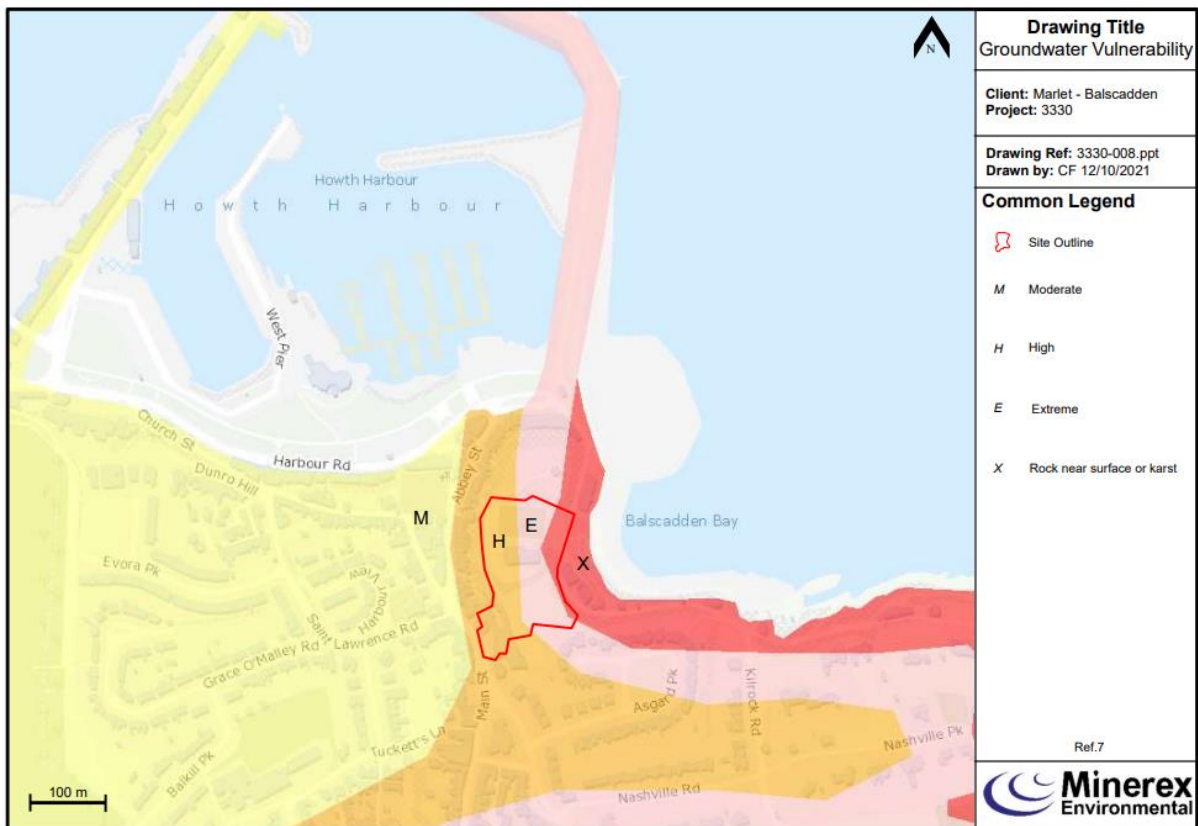 Drawing Title
Groundwater Vulnerability
Client: Marlet - Balscadden
Project: 3330
Drawing Ref: 3330-008.ppt
Drawn by: CF 12/10/2021
Common Legend
Site Outline
M Moderate
H High
E Extreme
X Rock near surface or karst
Ref.7
Minerex
Environmental
N
Howth Harbour
Howth Harbour
West Pier
Church St
Dunro Hill
Harbour Rd
Abbey St
M
H
E
X
Balscadden Bay
Evora Pk
Harbour View
Saint Lawrence Rd
Grace O'Malley Rd
Main St
Asgard Pk
Kilrock Rd
Tuckett's Ln
Balkill Pk
Nashville Pk
Nashville Rd
100 m